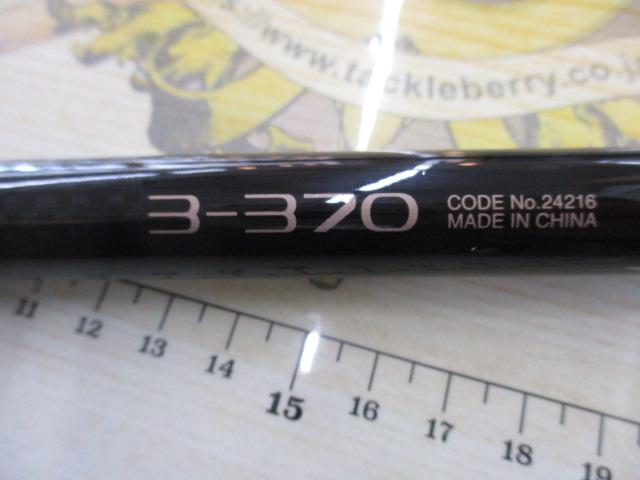 www.tackleberry.co.j
3-370
CODE No.24216
MADE IN CHINA
11 12 13 14 15 16 17 18 19